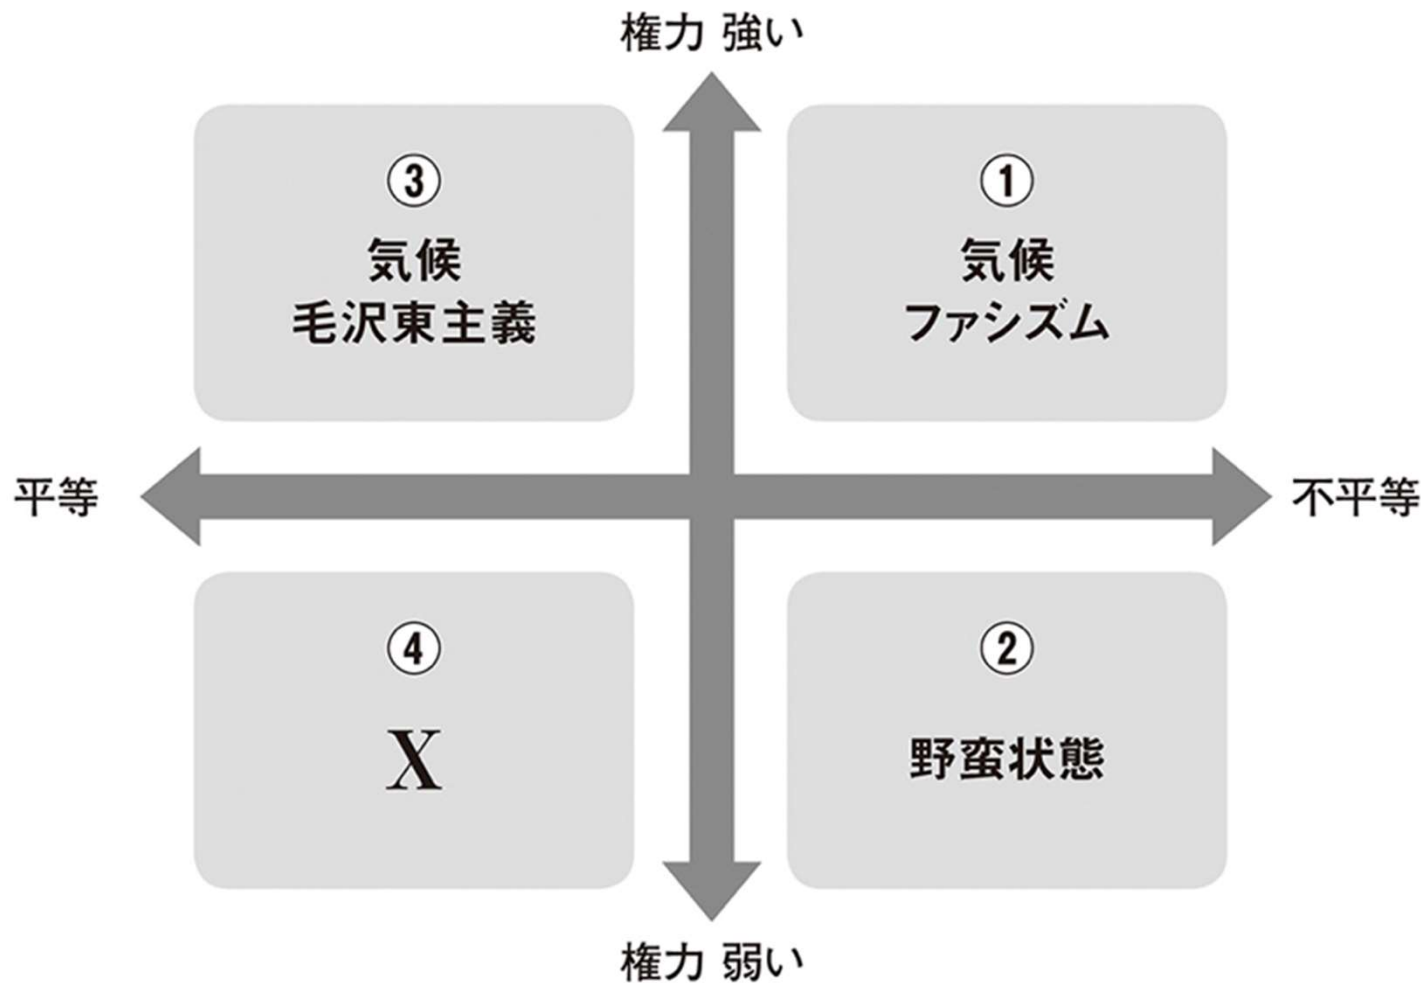 権力 強い
③
気候
毛沢東主義
①
気候
ファシズム
平等
不平等
④
X
②
野蛮状態
権力 弱い